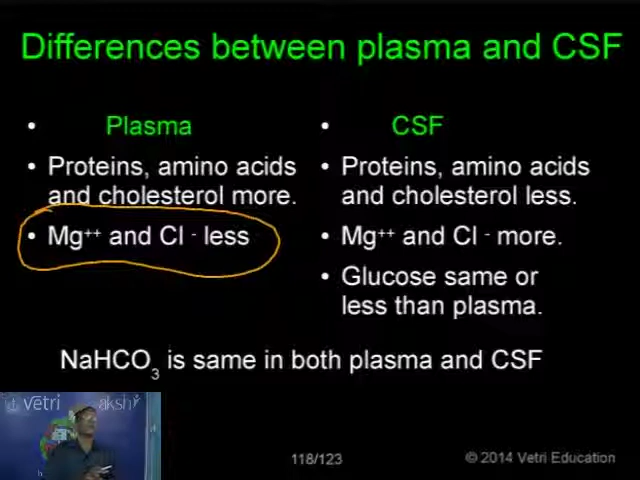 Differences between plasma and CSF
• Plasma
• Proteins, amino acids
and cholesterol more.
• Mg⁺⁺ and Cl ⁻ less
• CSF
• Proteins, amino acids
and cholesterol less.
• Mg⁺⁺ and Cl ⁻ more.
• Glucose same or
less than plasma.
NaHCO₃ is same in both plasma and CSF
vetri
aksh
118/123
© 2014 Vetri Education